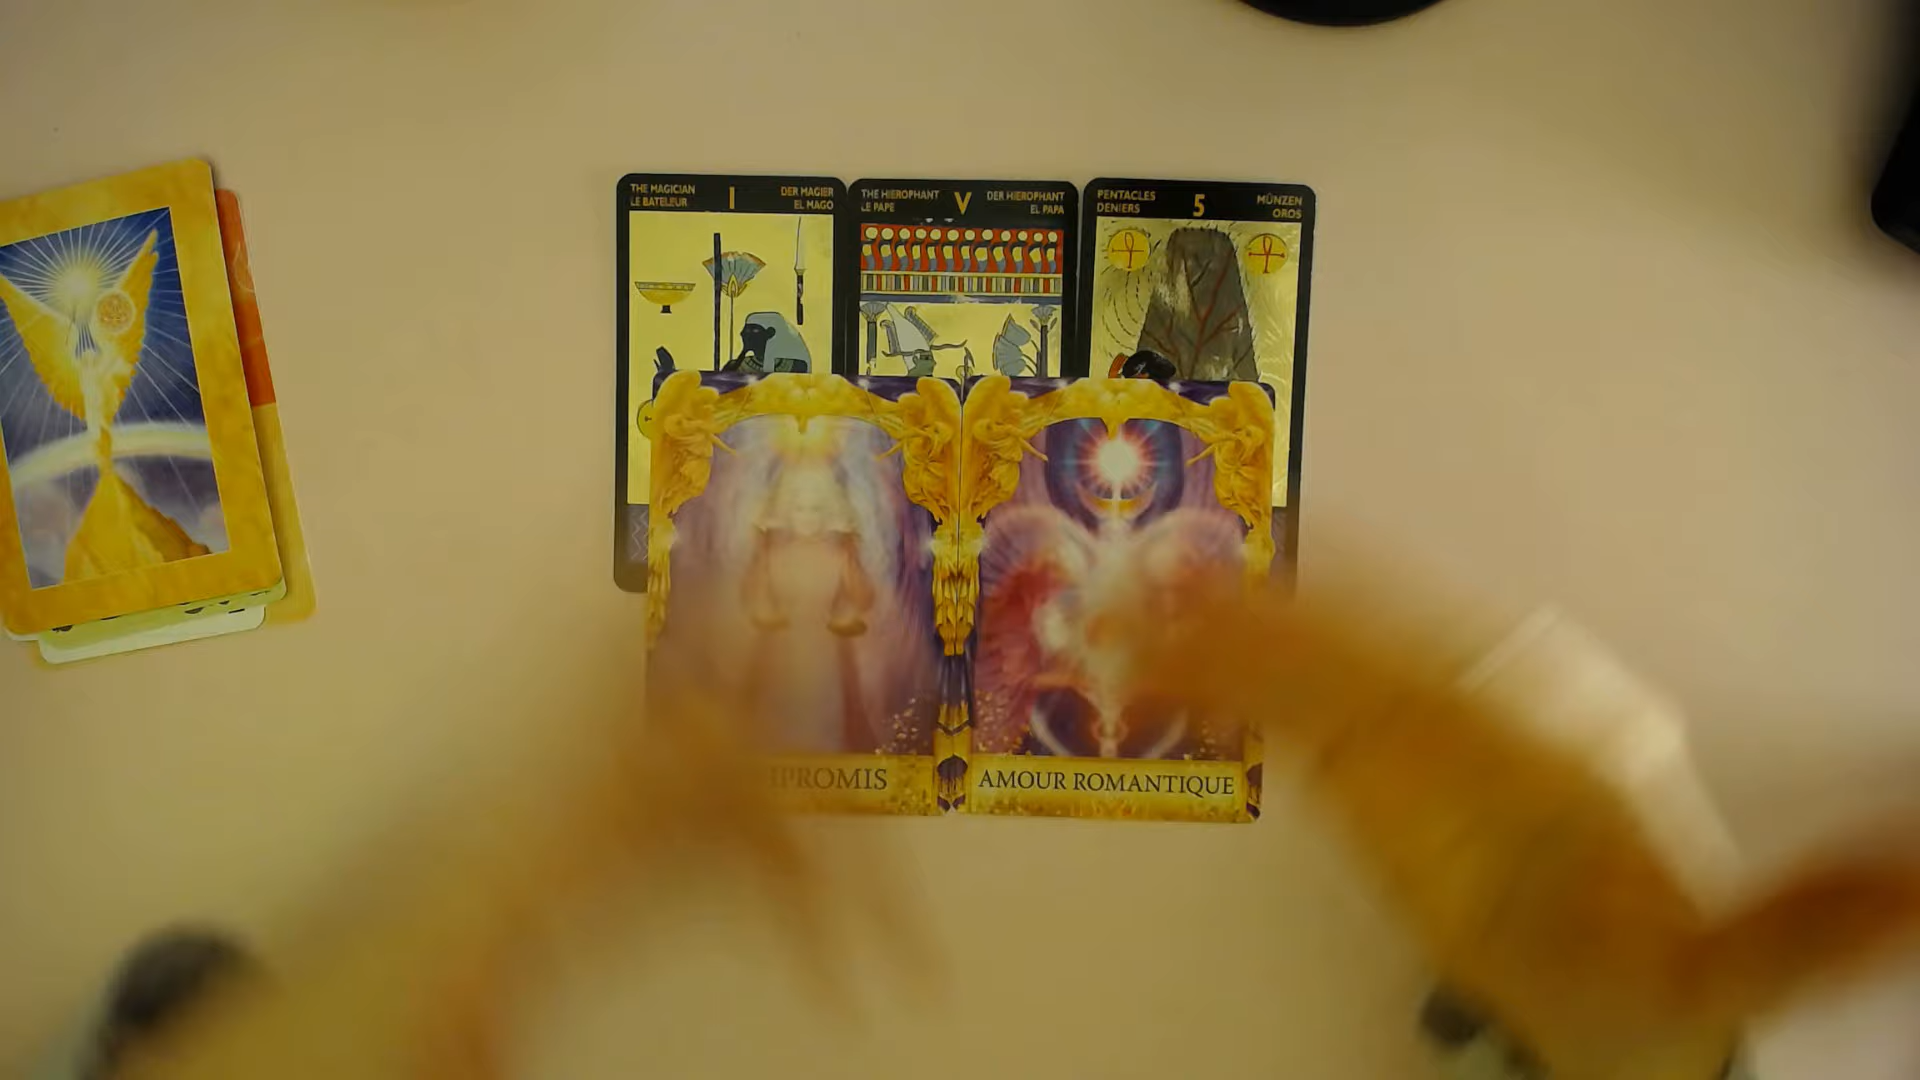 THE MAGICIAN
LE BATELEUR
I
DER MAGIER
EL MAGO
THE HIEROPHANT
LE PAPE
V
DER HIEROPHANT
EL PAPA
PENTACLES
DENIERS
5
MÜNZEN
OROS
MPROMIS
AMOUR ROMANTIQUE